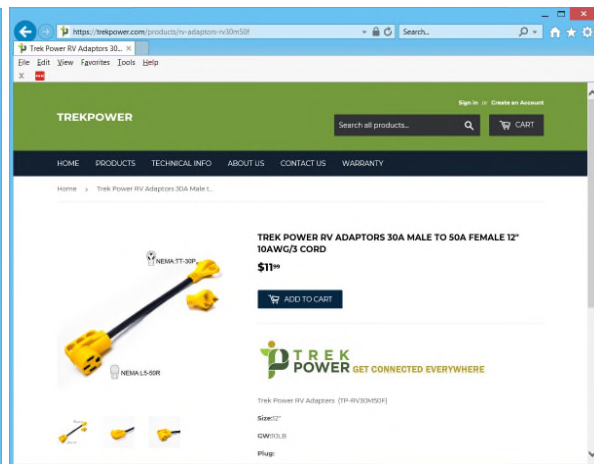 https://trekpower.com/products/rv-adaptors-rv30m50f
Search...
Trek Power RV Adaptors 30... ×
File Edit View Favorites Tools Help
X
Sign in or Create an Account
TREKPOWER
Search all products...
CART
HOME PRODUCTS TECHNICAL INFO ABOUT US CONTACT US WARRANTY
Home › Trek Power RV Adaptors 30A Male t...
TREK POWER RV ADAPTORS 30A MALE TO 50A FEMALE 12"
10AWG/3 CORD
$11.99
ADD TO CART
NEMA:TT-30P
NEMA:L5-50R
TREK
POWER GET CONNECTED EVERYWHERE
Trek Power RV Adapters (TP-RV30M50F)
Size:12"
Plug: